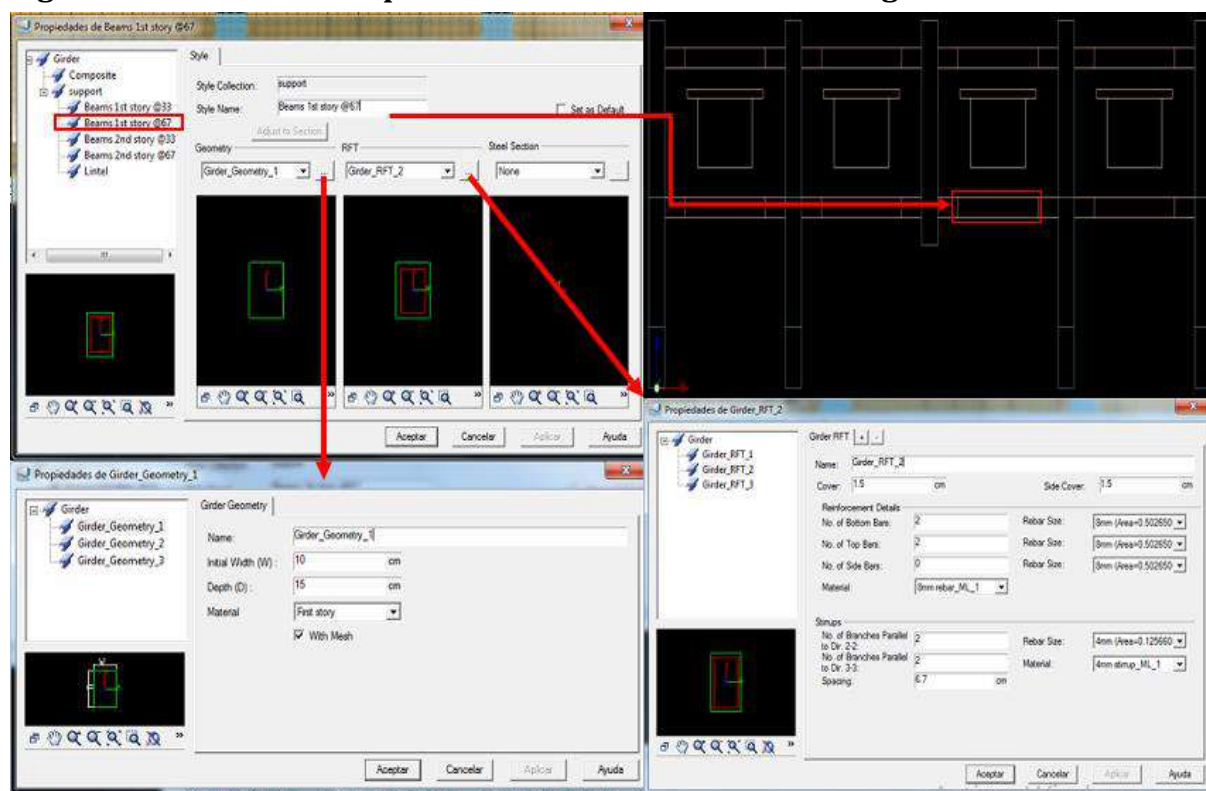 Propiedades de Beams 1st story @67
Girder
Composite
support
Beams 1st story @33
Beams 1st story @67
Beams 2nd story @33
Beams 2nd story @67
Lintel
Style
Style Collection: support
Style Name: Beams 1st story @67
Set as Default
Adjust to Section
Geometry
RFT
Steel Section
Girder_Geometry_1
...
Girder_RFT_2
...
None
...
Aceptar
Cancelar
Aplicar
Ayuda
Propiedades de Girder_Geometry_1
Girder
Girder_Geometry_1
Girder_Geometry_2
Girder_Geometry_3
Girder Geometry
Name: Girder_Geometry_1
Initial Width (W) : 10 cm
Depth (D) : 15 cm
Material First story
With Mesh
W
Aceptar
Cancelar
Aplicar
Ayuda
Propiedades de Girder_RFT_2
Girder
Girder_RFT_1
Girder_RFT_2
Girder_RFT_3
Girder RFT + -
Name: Girder_RFT_2
Cover: 1.5 cm Side Cover: 1.5 cm
Reinforcement Details
No. of Bottom Bars: 2 Rebar Size: 8mm (Area=0.502650
No. of Top Bars: 2 Rebar Size: 8mm (Area=0.502650
No. of Side Bars: 0 Rebar Size: 8mm (Area=0.502650
Material 8mm rebar_ML_1
Stirrups
No. of Branches Parallel to Dir. 2-2: 2 Rebar Size: 4mm (Area=0.125660
No. of Branches Parallel to Dir. 3-3: 2 Material: 4mm stirrup_ML_1
Spacing: 6.7 cm
Aceptar
Cancelar
Aplicar
Ayuda